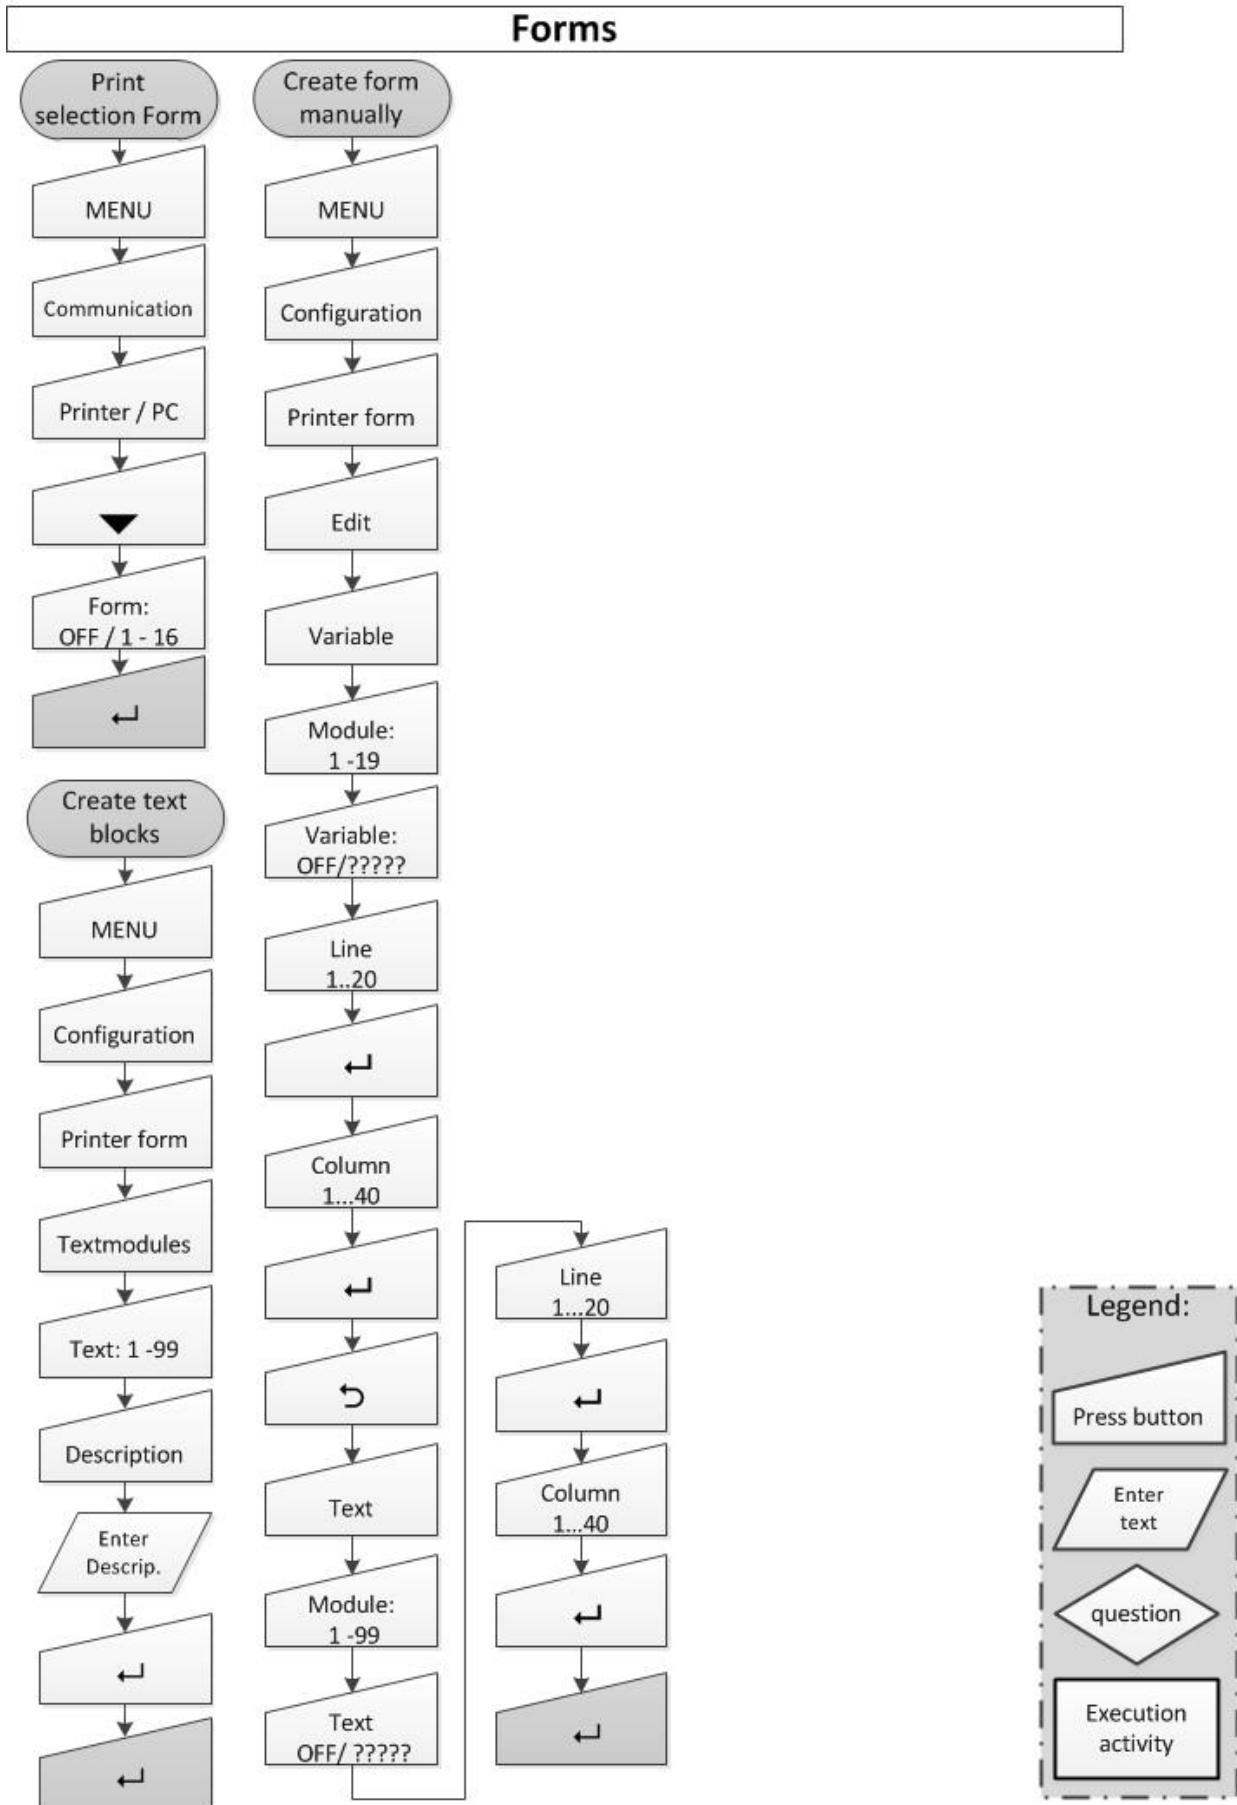 Forms
Print
selection Form
MENU
Communication
Printer / PC
Form:
OFF / 1 - 16
Create text
blocks
MENU
Configuration
Printer form
Textmodules
Text: 1 -99
Description
Enter
Descrip.
Create form
manually
MENU
Configuration
Printer form
Edit
Variable
Module:
1 -19
Variable:
OFF/?????
Line
1..20
Column
1...40
Text
Module:
1 -99
Text
OFF/ ?????
Line
1...20
Column
1...40
Legend:
Press button
Enter
text
question
Execution
activity